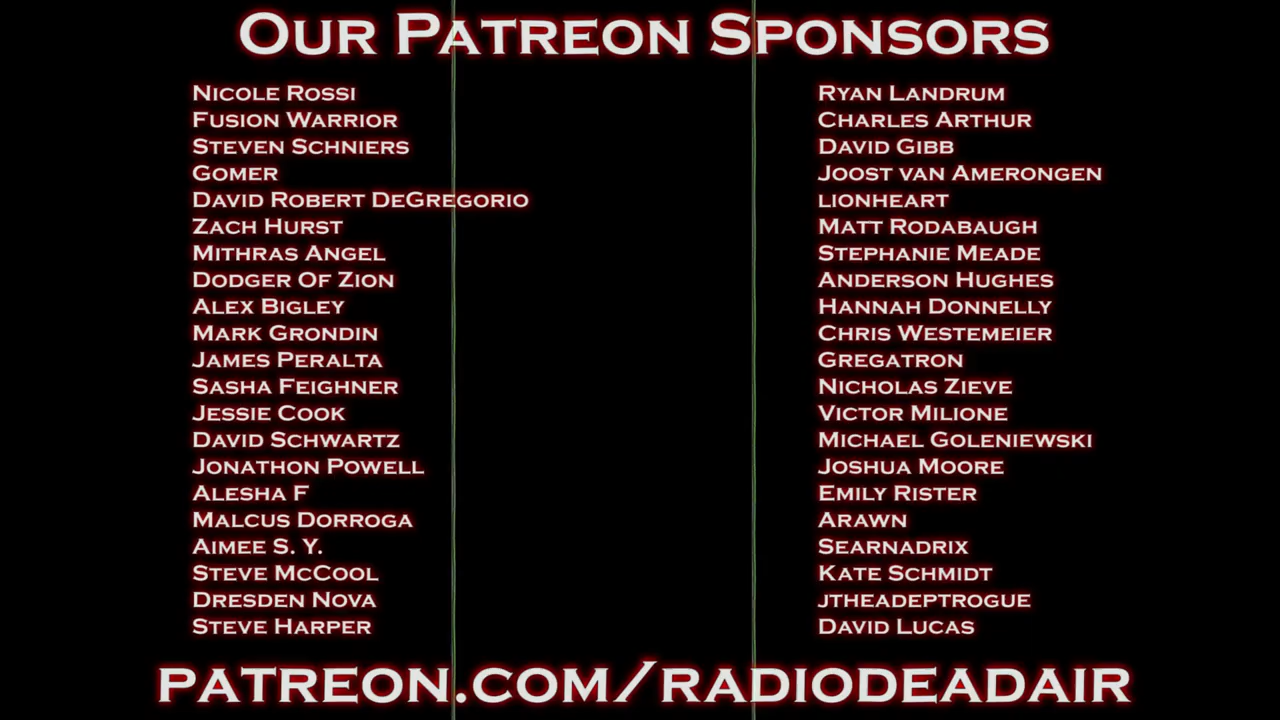 Our Patreon Sponsors
Nicole Rossi
Fusion Warrior
Steven Schniers
Gomer
David Robert DeGregorio
Zach Hurst
Mithras Angel
Dodger Of Zion
Alex Bigley
Mark Grondin
James Peralta
Sasha Feighner
Jessie Cook
David Schwartz
Jonathon Powell
Alesha F
Malcus Dorroga
Aimee S. Y.
Steve McCool
Dresden Nova
Steve Harper
Ryan Landrum
Charles Arthur
David Gibb
Joost van Amerongen
lionheart
Matt Rodabaugh
Stephanie Meade
Anderson Hughes
Hannah Donnelly
Chris Westemeier
Gregatron
Nicholas Zieve
Victor Milione
Michael Goleniewski
Joshua Moore
Emily Rister
Arawn
Searnadrix
Kate Schmidt
jtheadeptrogue
David Lucas
patreon.com/radiodeadair